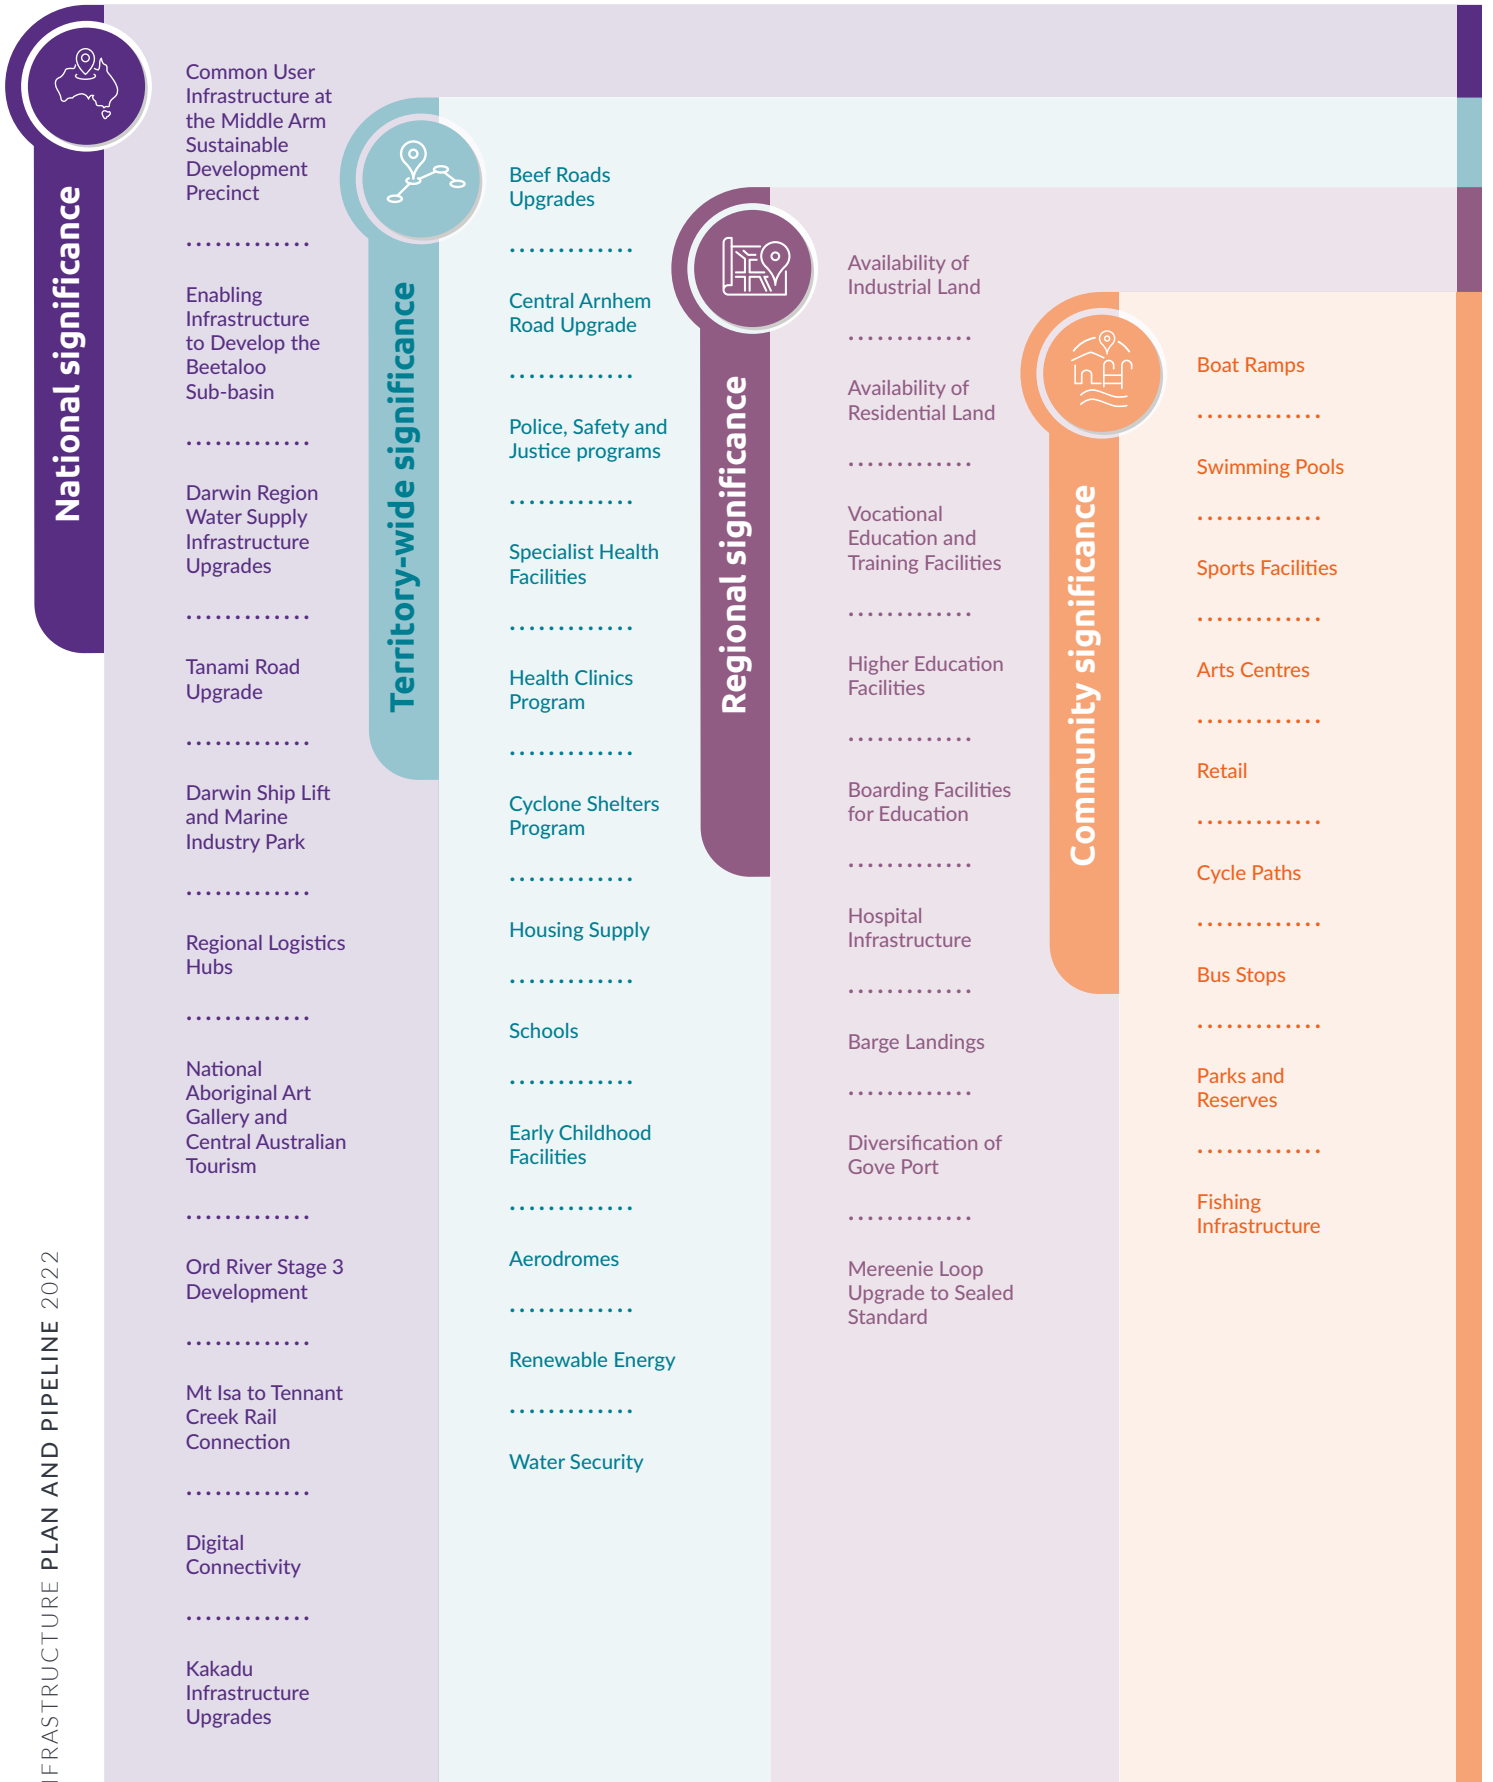 National significance
Common User
Infrastructure at
the Middle Arm
Sustainable
Development
Precinct
Enabling
Infrastructure
to Develop the
Beetaloo
Sub-basin
Darwin Region
Water Supply
Infrastructure
Upgrades
Tanami Road
Upgrade
Darwin Ship Lift
and Marine
Industry Park
Regional Logistics
Hubs
National
Aboriginal Art
Gallery and
Central Australian
Tourism
Ord River Stage 3
Development
Mt Isa to Tennant
Creek Rail
Connection
Digital
Connectivity
Kakadu
Infrastructure
Upgrades
Territory-wide significance
Beef Roads
Upgrades
Central Arnhem
Road Upgrade
Police, Safety and
Justice programs
Specialist Health
Facilities
Health Clinics
Program
Cyclone Shelters
Program
Housing Supply
Schools
Early Childhood
Facilities
Aerodromes
Renewable Energy
Water Security
Regional significance
Availability of
Industrial Land
Availability of
Residential Land
Vocational
Education and
Training Facilities
Higher Education
Facilities
Boarding Facilities
for Education
Hospital
Infrastructure
Barge Landings
Diversification of
Gove Port
Mereenie Loop
Upgrade to Sealed
Standard
Community significance
Boat Ramps
Swimming Pools
Sports Facilities
Arts Centres
Retail
Cycle Paths
Bus Stops
Parks and
Reserves
Fishing
Infrastructure
PLAN AND PIPELINE 2022